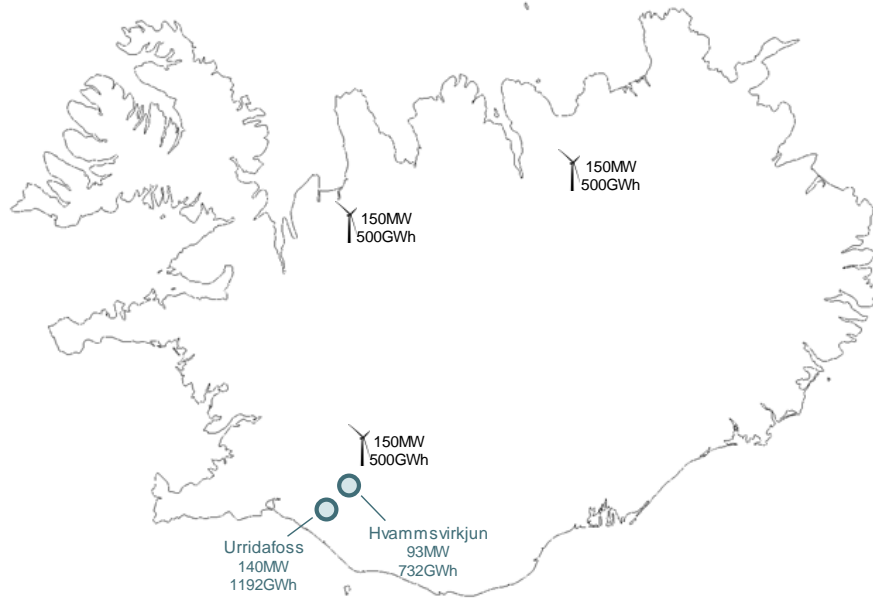 150MW
500GWh
150MW
500GWh
150MW
500GWh
Hvammsvirkjun
93MW
732GWh
Urridafoss
140MW
1192GWh